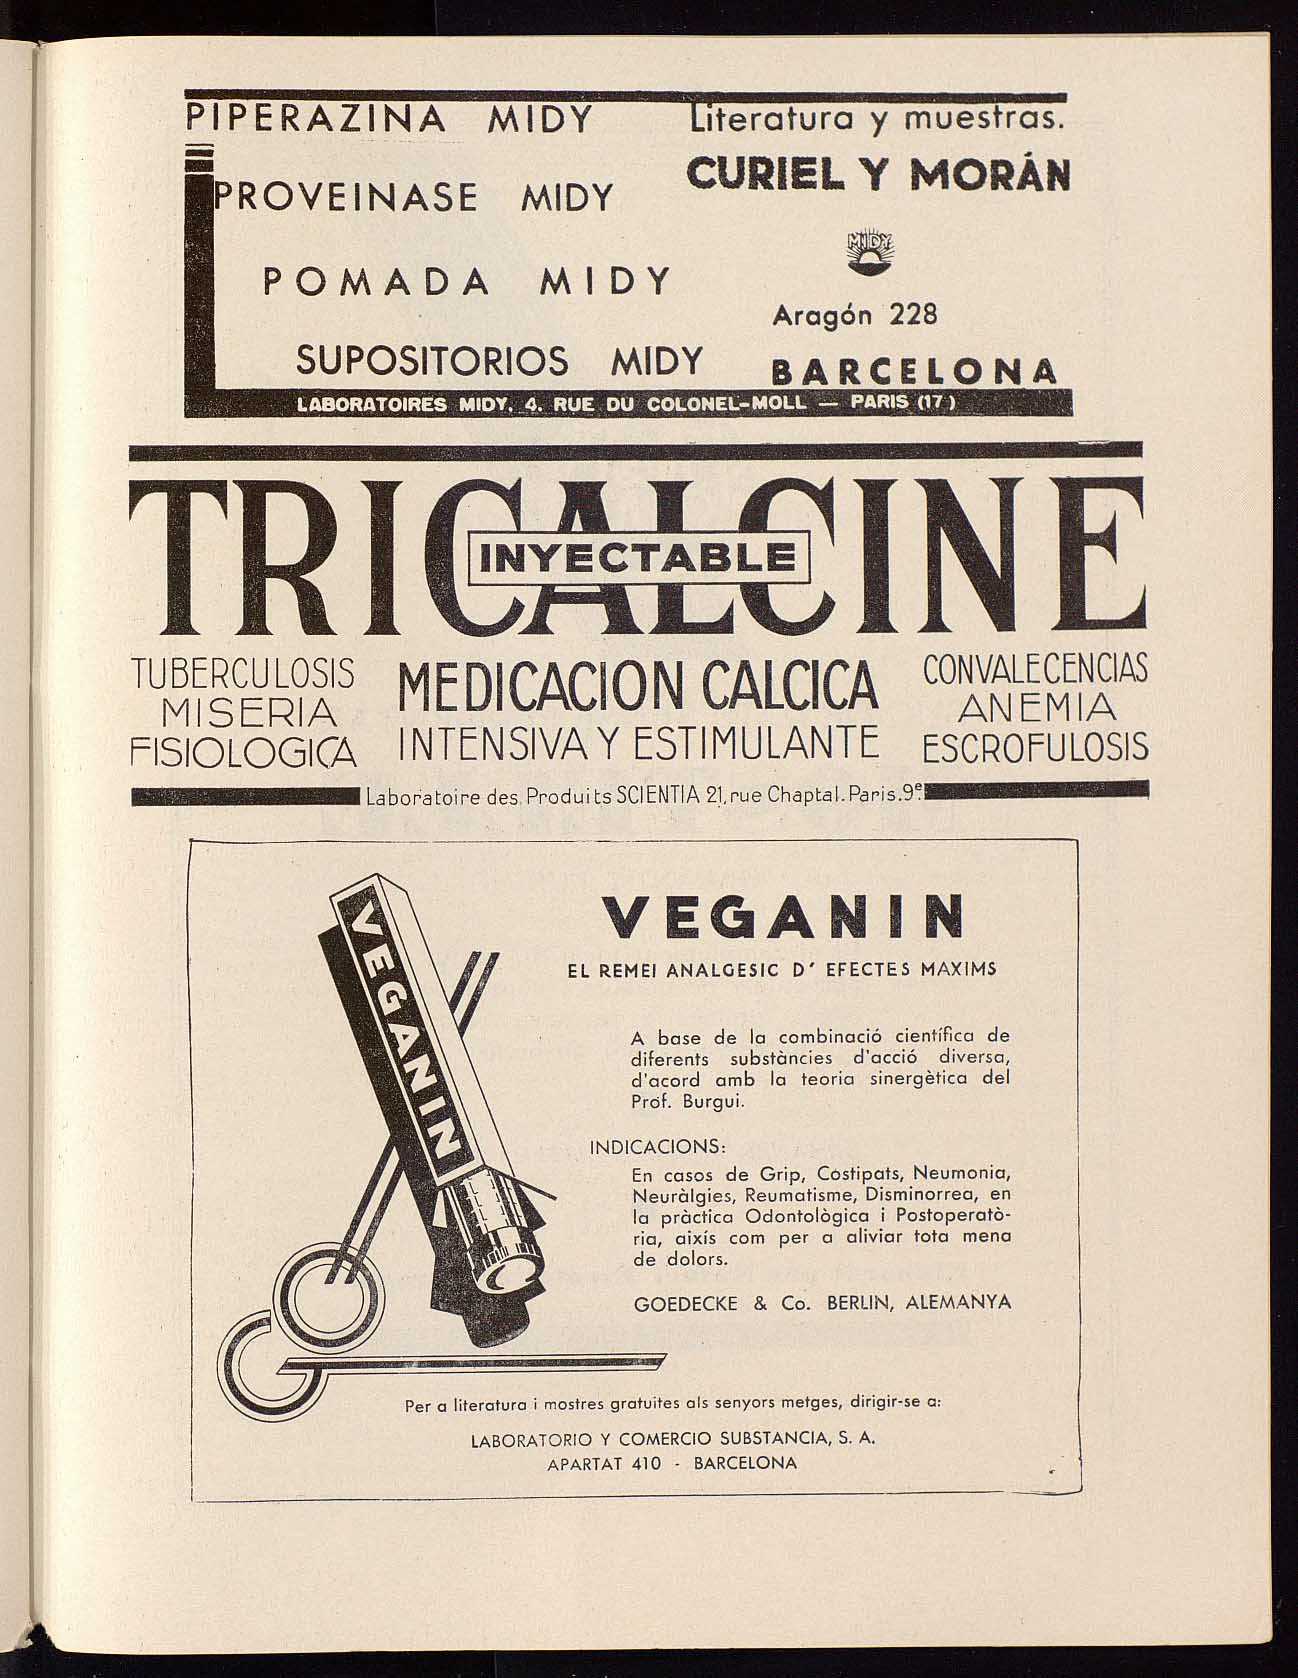 PIPERAZINA MIDY
PROVEINASE MIDY
POMADA MIDY
SUPOSITORIOS MIDY
Literatura y muestras.
CURIEL Y MORÁN
MIDY
Aragón 228
BARCELONA
LABORATOIRES MIDY. 4. RUE DU COLONEL-MOLL — PARIS (17)
TRICALCINE
INYECTABLE
TUBERCULOSIS
MISERIA
FISIOLOGICA
MEDICACION CALCICA
INTENSIVA Y ESTIMULANTE
CONVALECENCIAS
ANEMIA
ESCROFULOSIS
Laboratoire des Produits SCIENTIA 21, rue Chaptal. Paris.9e.
VEGANIN
VEGANIN
EL REMEI ANALGESIC D' EFECTES MAXIMS
A base de la combinació científica de
diferents substàncies d'acció diversa,
d'acord amb la teoria sinergètica del
Prof. Burgui.
INDICACIONS:
En casos de Grip, Costipats, Neumonia,
Neuràlgies, Reumatisme, Disminorrea, en
la pràctica Odontològica i Postoperatò-
ria, aixís com per a aliviar tota mena
de dolors.
GOEDECKE & Co. BERLIN, ALEMANYA
Per a literatura i mostres gratuites als senyors metges, dirigir-se a:
LABORATORIO Y COMERCIO SUBSTANCIA, S. A.
APARTAT 410 - BARCELONA